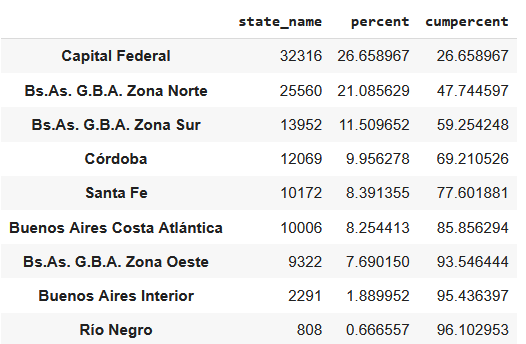 state_name percent cumpercent
Capital Federal 32316 26.658967 26.658967
Bs.As. G.B.A. Zona Norte 25560 21.085629 47.744597
Bs.As. G.B.A. Zona Sur 13952 11.509652 59.254248
Córdoba 12069 9.956278 69.210526
Santa Fe 10172 8.391355 77.601881
Buenos Aires Costa Atlántica 10006 8.254413 85.856294
Bs.As. G.B.A. Zona Oeste 9322 7.690150 93.546444
Buenos Aires Interior 2291 1.889952 95.436397
Río Negro 808 0.666557 96.102953